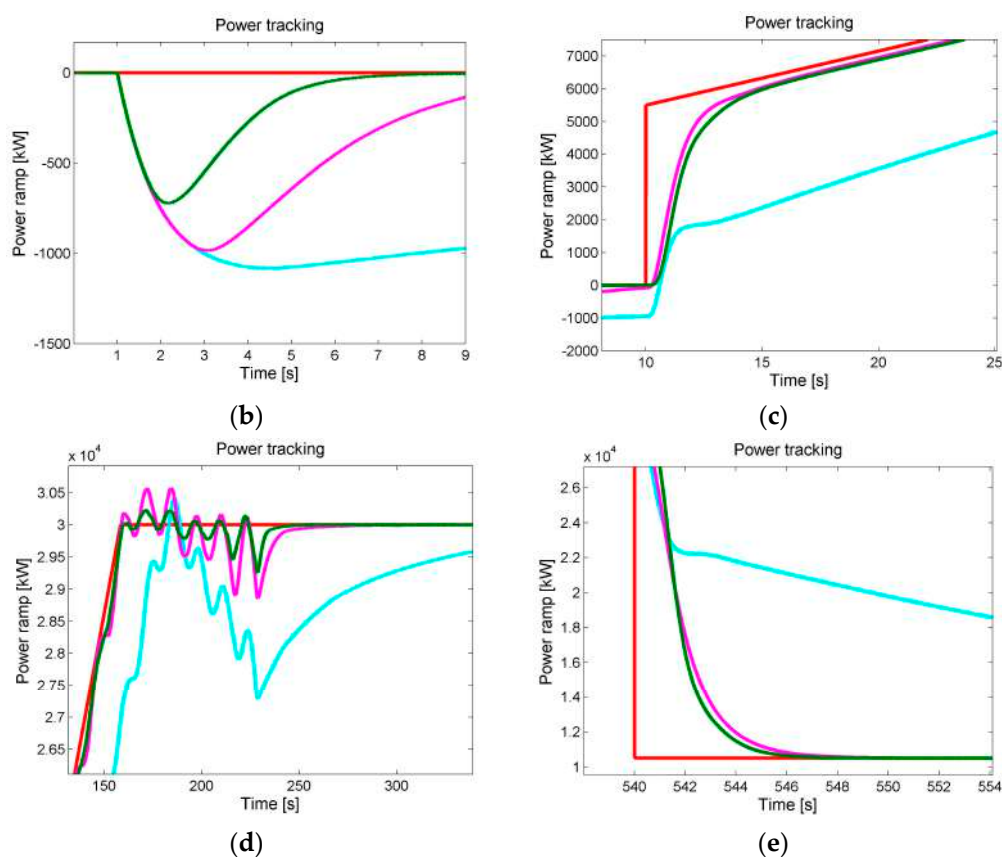 Power tracking
0
-500
-1000
-1500
Power ramp [kW]
1 2 3 4 5 6 7 8 9
Time [s]
(b)
Power tracking
7000
6000
5000
4000
3000
2000
1000
0
-1000
-2000
Power ramp [kW]
10 15 20 25
Time [s]
(c)
Power tracking
x 10⁴
3.05
3
2.95
2.9
2.85
2.8
2.75
2.7
2.65
Power ramp [kW]
150 200 250 300
Time [s]
(d)
Power tracking
x 10⁴
2.6
2.4
2.2
2
1.8
1.6
1.4
1.2
1
Power ramp [kW]
540 542 544 546 548 550 552 554
Time [s]
(e)